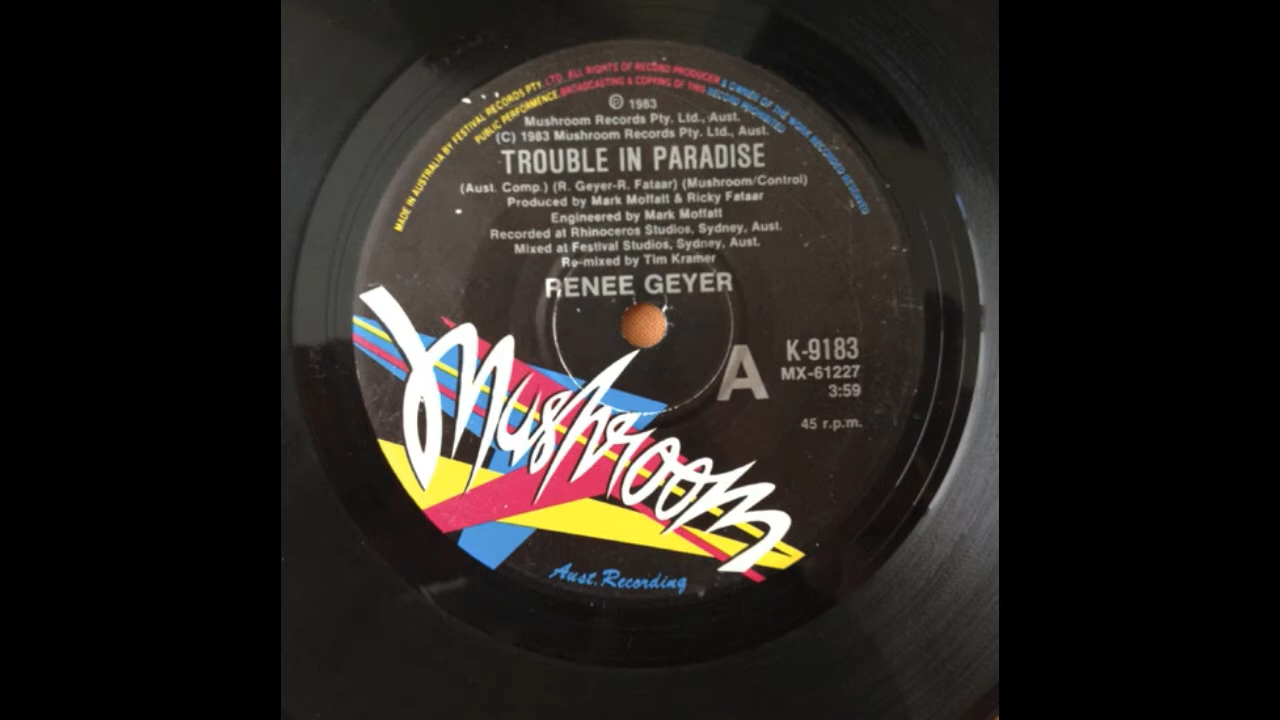 MADE IN AUSTRALIA BY FESTIVAL RECORDS PTY. LTD. ALL RIGHTS OF RECORD PRODUCER & OWNER OF THE WORK RECORDED RESERVED
PUBLIC PERFORMENCE, BROADCASTING & COPYING OF THIS RECORD PROHIBITED
Ⓟ 1983
Mushroom Records Pty. Ltd., Aust.
(C) 1983 Mushroom Records Pty. Ltd., Aust.
TROUBLE IN PARADISE
(Aust. Comp.) (R. Geyer-R. Fataar) (Mushroom/Control)
Produced by Mark Moffatt & Ricky Fataar
Engineered by Mark Moffatt
Recorded at Rhinoceros Studios, Sydney, Aust.
Mixed at Festival Studios, Sydney, Aust.
Re-mixed by Tim Kramer
RENEE GEYER
A
K-9183
MX-61227
3:59
45 r.p.m.
Mushroom
Aust. Recording